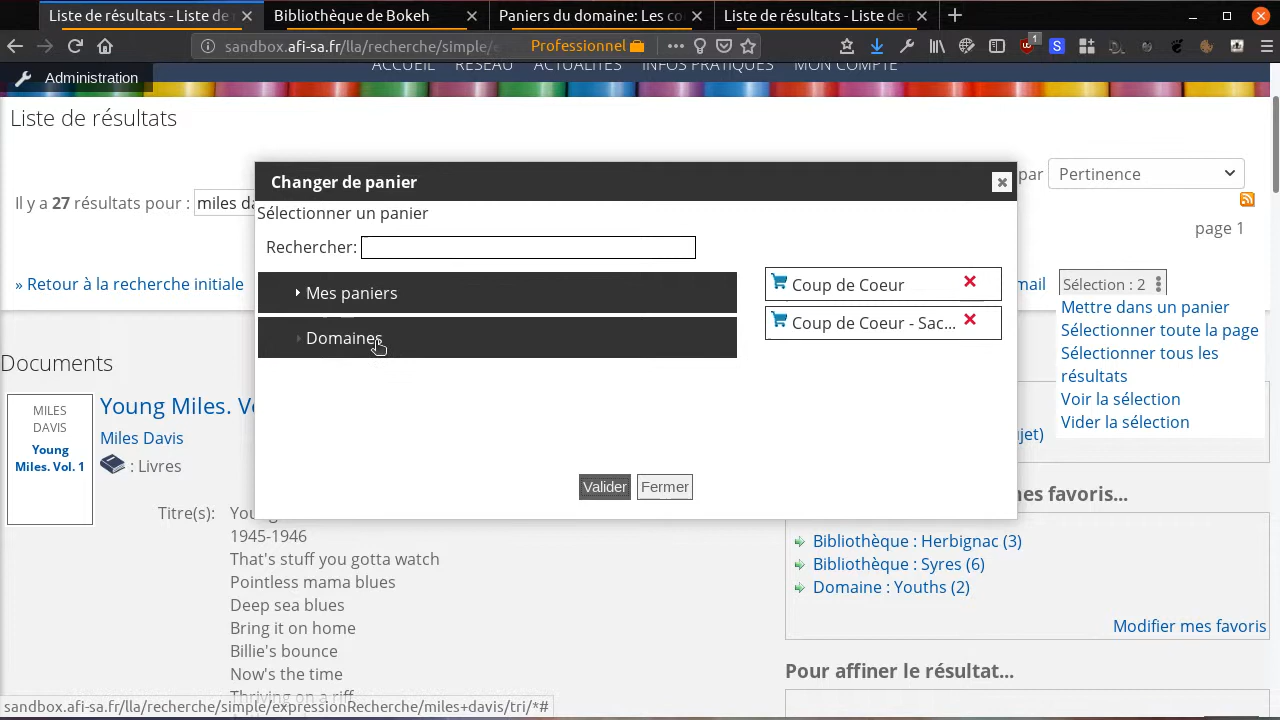 Liste de résultats - Liste de
Bibliothèque de Bokeh
Paniers du domaine: Les co
Liste de résultats - Liste de
sandbox.afi-sa.fr/lla/recherche/simple/e
Professionnel
1
S
Administration
ACCUEIL RÉSEAU ACTUALITÉS INFOS PRATIQUES MON COMPTE
Liste de résultats
Il y a 27 résultats pour : miles da
par Pertinence
page 1
» Retour à la recherche initiale
mail
Sélection : 2
Mettre dans un panier
Sélectionner toute la page
Sélectionner tous les
résultats
Voir la sélection
Vider la sélection
Changer de panier
Sélectionner un panier
Rechercher:
Mes paniers
Domaines
Coup de Coeur
Coup de Coeur - Sac...
Valider
Fermer
Documents
MILES
DAVIS
Young
Miles. Vol. 1
Young Miles. Vo
Miles Davis
: Livres
Titre(s):
1945-1946
That's stuff you gotta watch
Pointless mama blues
Deep sea blues
Bring it on home
Billie's bounce
Now's the time
Thriving on a riff
jet)
mes favoris...
Bibliothèque : Herbignac (3)
Bibliothèque : Syres (6)
Domaine : Youths (2)
Modifier mes favoris
Pour affiner le résultat...
sandbox.afi-sa.fr/lla/recherche/simple/expressionRecherche/miles+davis/tri/*#